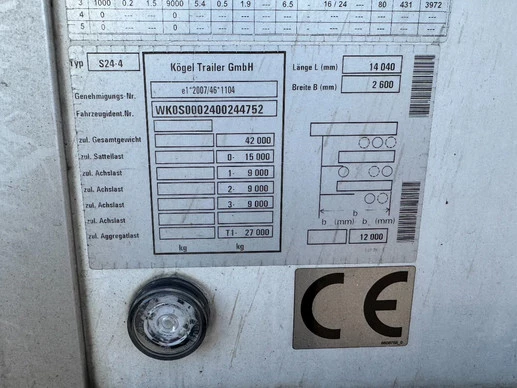 3 1000 0.2 1.5 9000 5.4 0.5 1.9 --- 6.5 - 16 / 24 --- 80 431 3972
4 0 --- --- 0 --- --- --- --- --- - --- --- --- --- ---
5 0 --- --- 0 --- --- --- --- --- - --- --- --- --- ---
Typ S24-4 Kögel Trailer GmbH Länge L (mm) 14 040
Genehmigungs-Nr. e1*2007/46*1104 Breite B (mm) 2 600
Fahrzeugident.-Nr. WK0S0002400244752
zul. Gesamtgewicht 42 000
zul. Sattellast 0- 15 000
zul. Achslast 1- 9 000
zul. Achslast 2- 9 000
zul. Achslast 3- 9 000
zul. Achslast
zul. Aggregatlast T1- 27 000
kg kg
b
b (mm) b, (mm)
12 000
CE